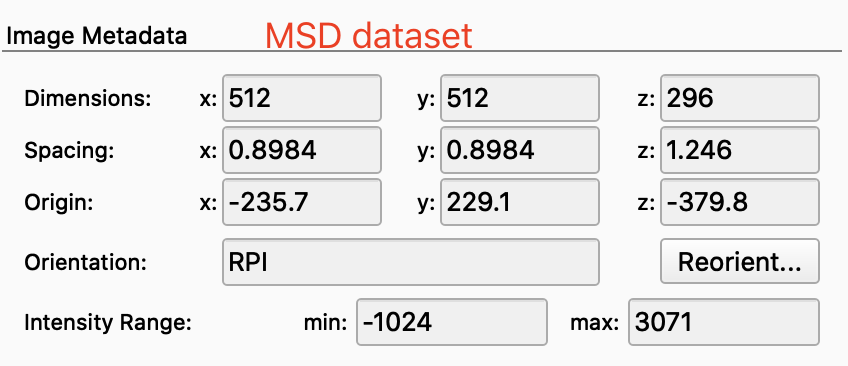 Image Metadata MSD dataset
Dimensions: x: 512 y: 512 z: 296
Spacing: x: 0.8984 y: 0.8984 z: 1.246
Origin: x: -235.7 y: 229.1 z: -379.8
Orientation: RPI Reorient...
Intensity Range: min: -1024 max: 3071